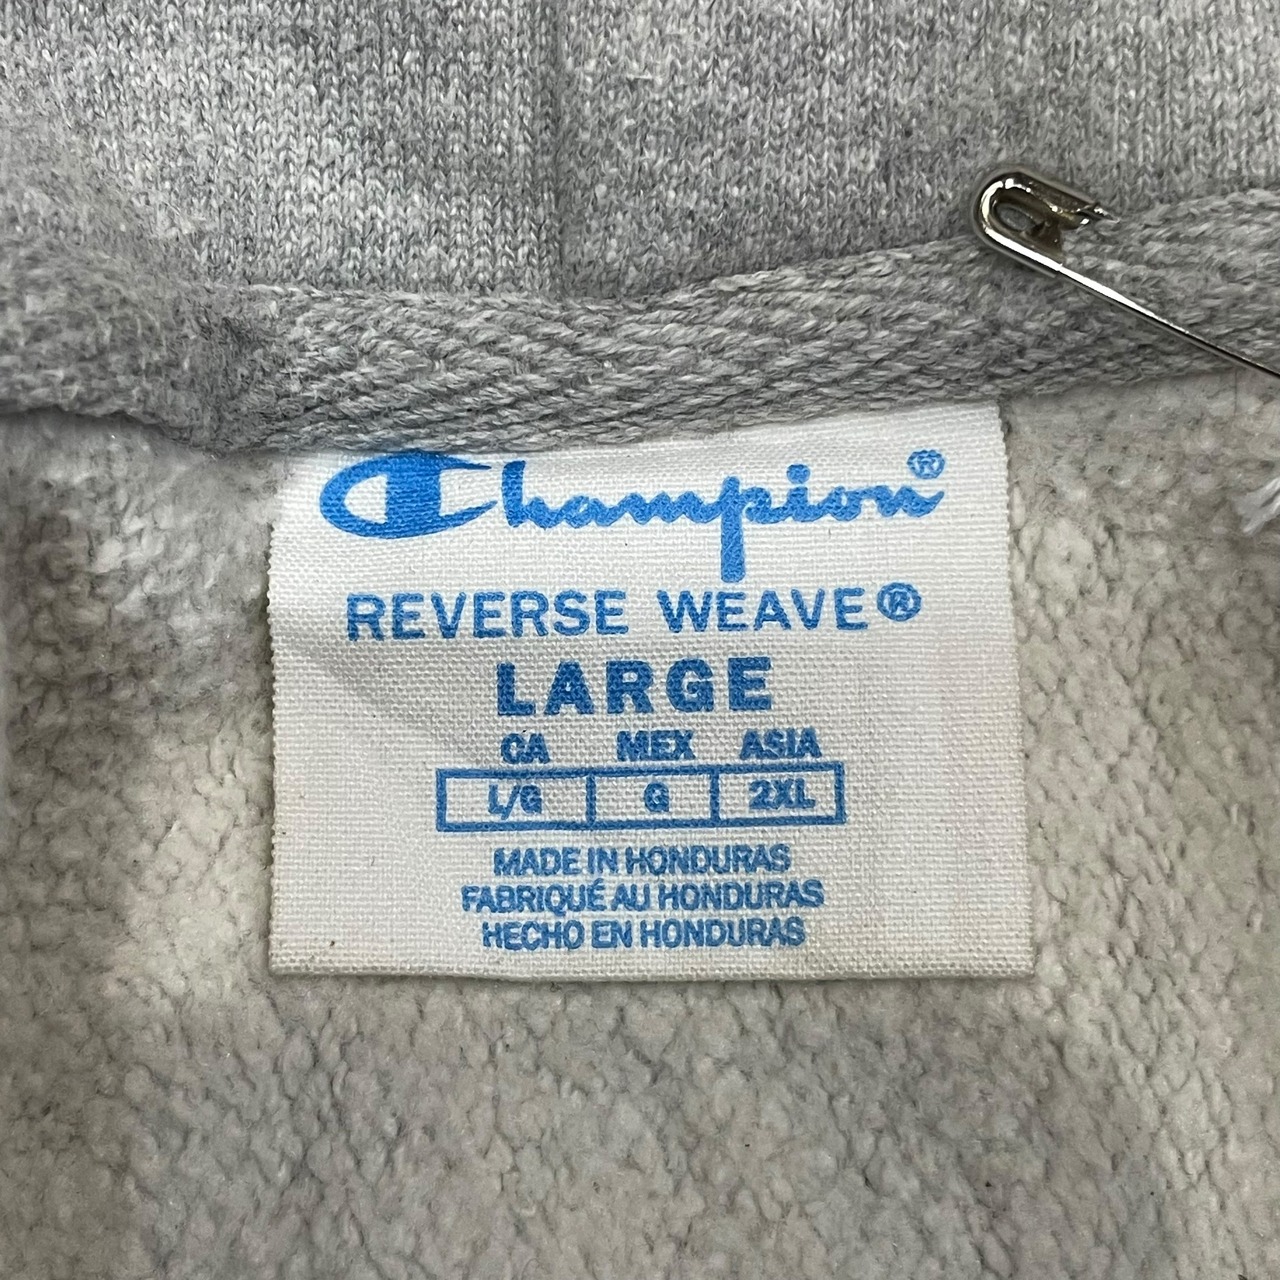 Champion®
REVERSE WEAVE®
LARGE
CA MEX ASIA
L/G G 2XL
MADE IN HONDURAS
FABRIQUÉ AU HONDURAS
HECHO EN HONDURAS